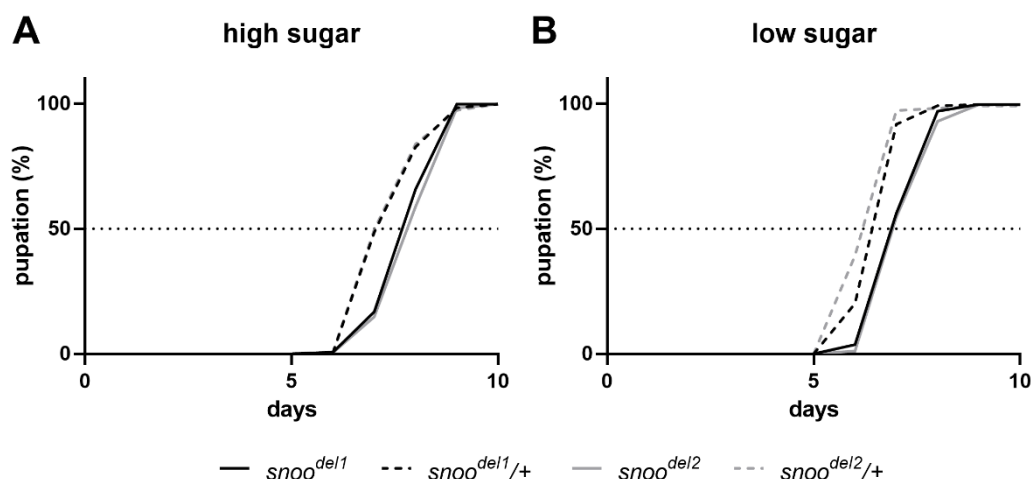 A high sugar
pupation (%)
100
50
0
0 5 10
days
B low sugar
pupation (%)
100
50
0
0 5 10
days
snoo^del1 snoo^del1/+ snoo^del2 snoo^del2/+